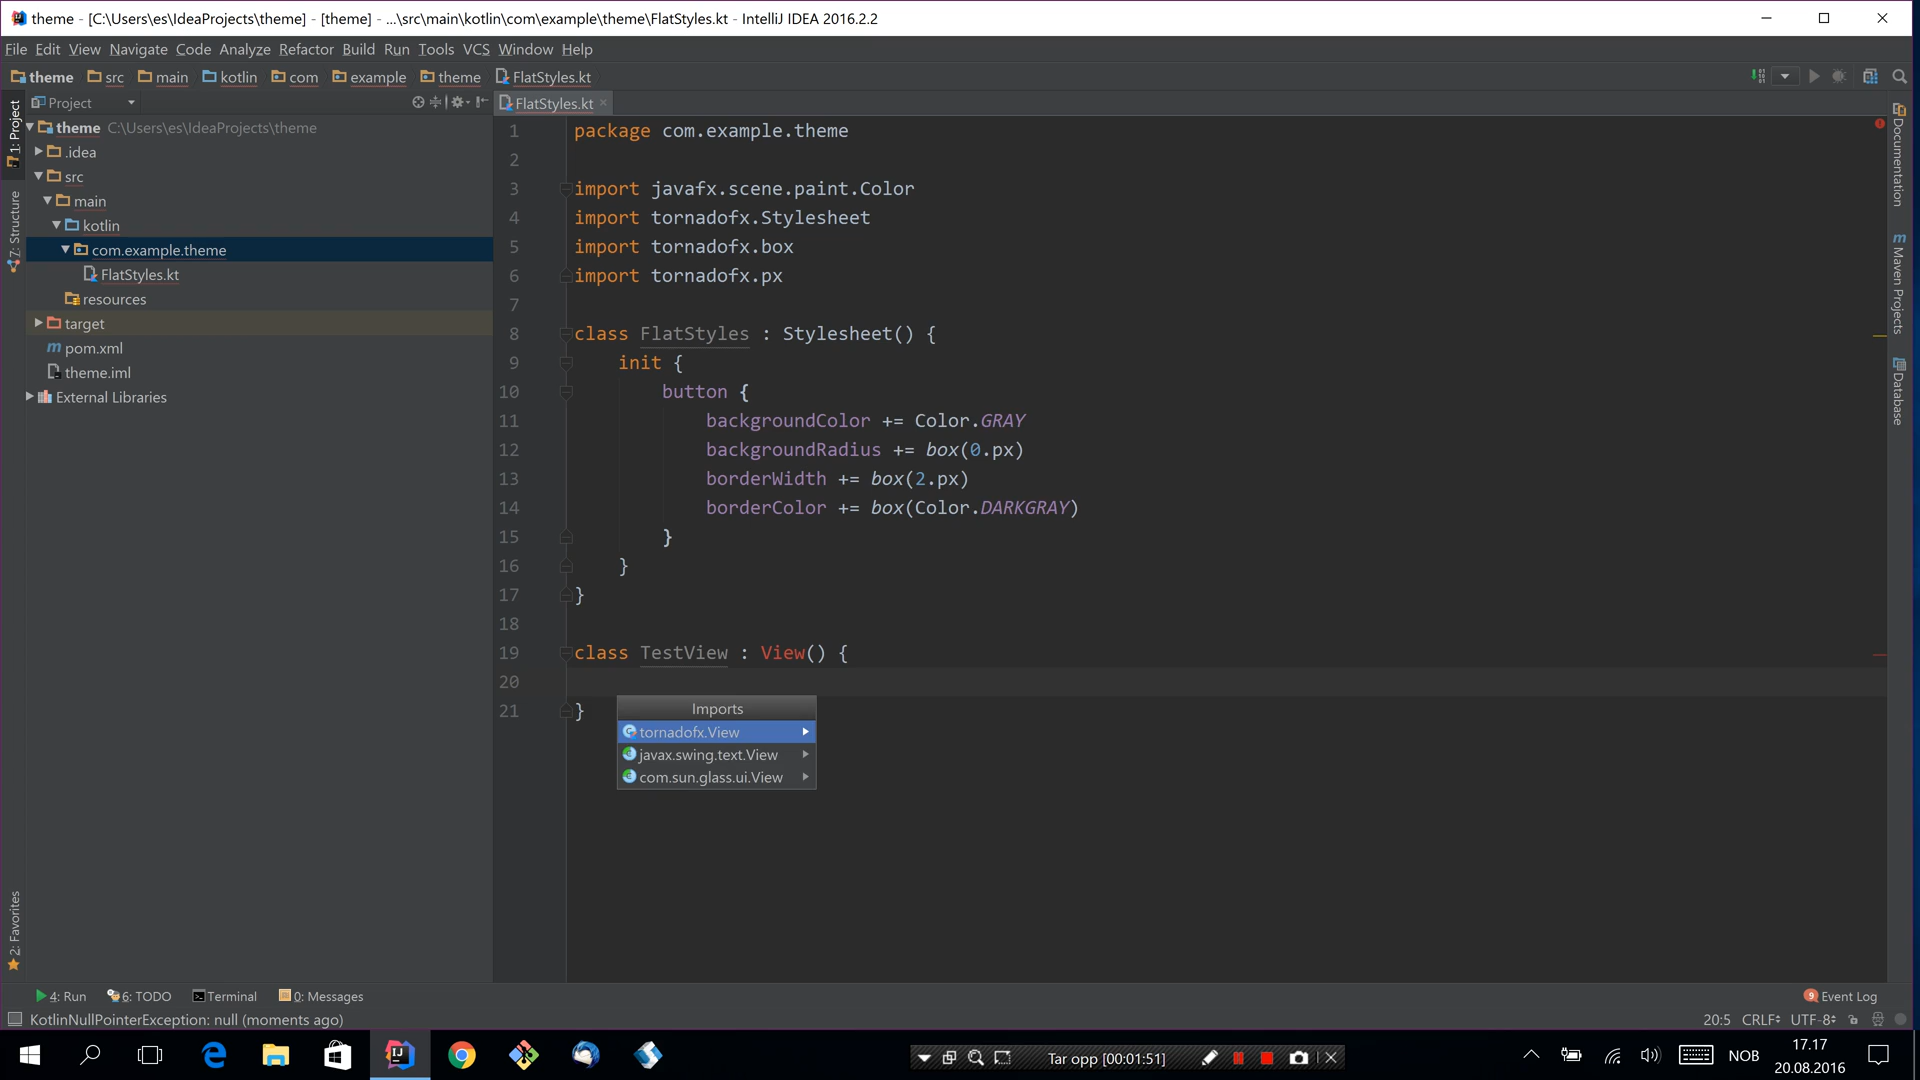 theme - [C:\Users\es\IdeaProjects\theme] - [theme] - ...\src\main\kotlin\com\example\theme\FlatStyles.kt - IntelliJ IDEA 2016.2.2
File Edit View Navigate Code Analyze Refactor Build Run Tools VCS Window Help
theme src main kotlin com example theme FlatStyles.kt
Project
FlatStyles.kt
1: Project
Z: Structure
2: Favorites
theme C:\Users\es\IdeaProjects\theme
.idea
src
main
kotlin
com.example.theme
FlatStyles.kt
resources
target
pom.xml
theme.iml
External Libraries
1 package com.example.theme
2
3 import javafx.scene.paint.Color
4 import tornadofx.Stylesheet
5 import tornadofx.box
6 import tornadofx.px
7
8 class FlatStyles : Stylesheet() {
9 init {
10 button {
11 backgroundColor += Color.GRAY
12 backgroundRadius += box(0.px)
13 borderWidth += box(2.px)
14 borderColor += box(Color.DARKGRAY)
15 }
16 }
17 }
18
19 class TestView : View() {
20
21 }
Imports
tornadofx.View
javax.swing.text.View
com.sun.glass.ui.View
Documentation
Maven Projects
Database
4: Run 6: TODO Terminal 0: Messages
9 Event Log
KotlinNullPointerException: null (moments ago)
20:5 CRLF UTF-8
Tar opp [00:01:51]
NOB
17.17
20.08.2016